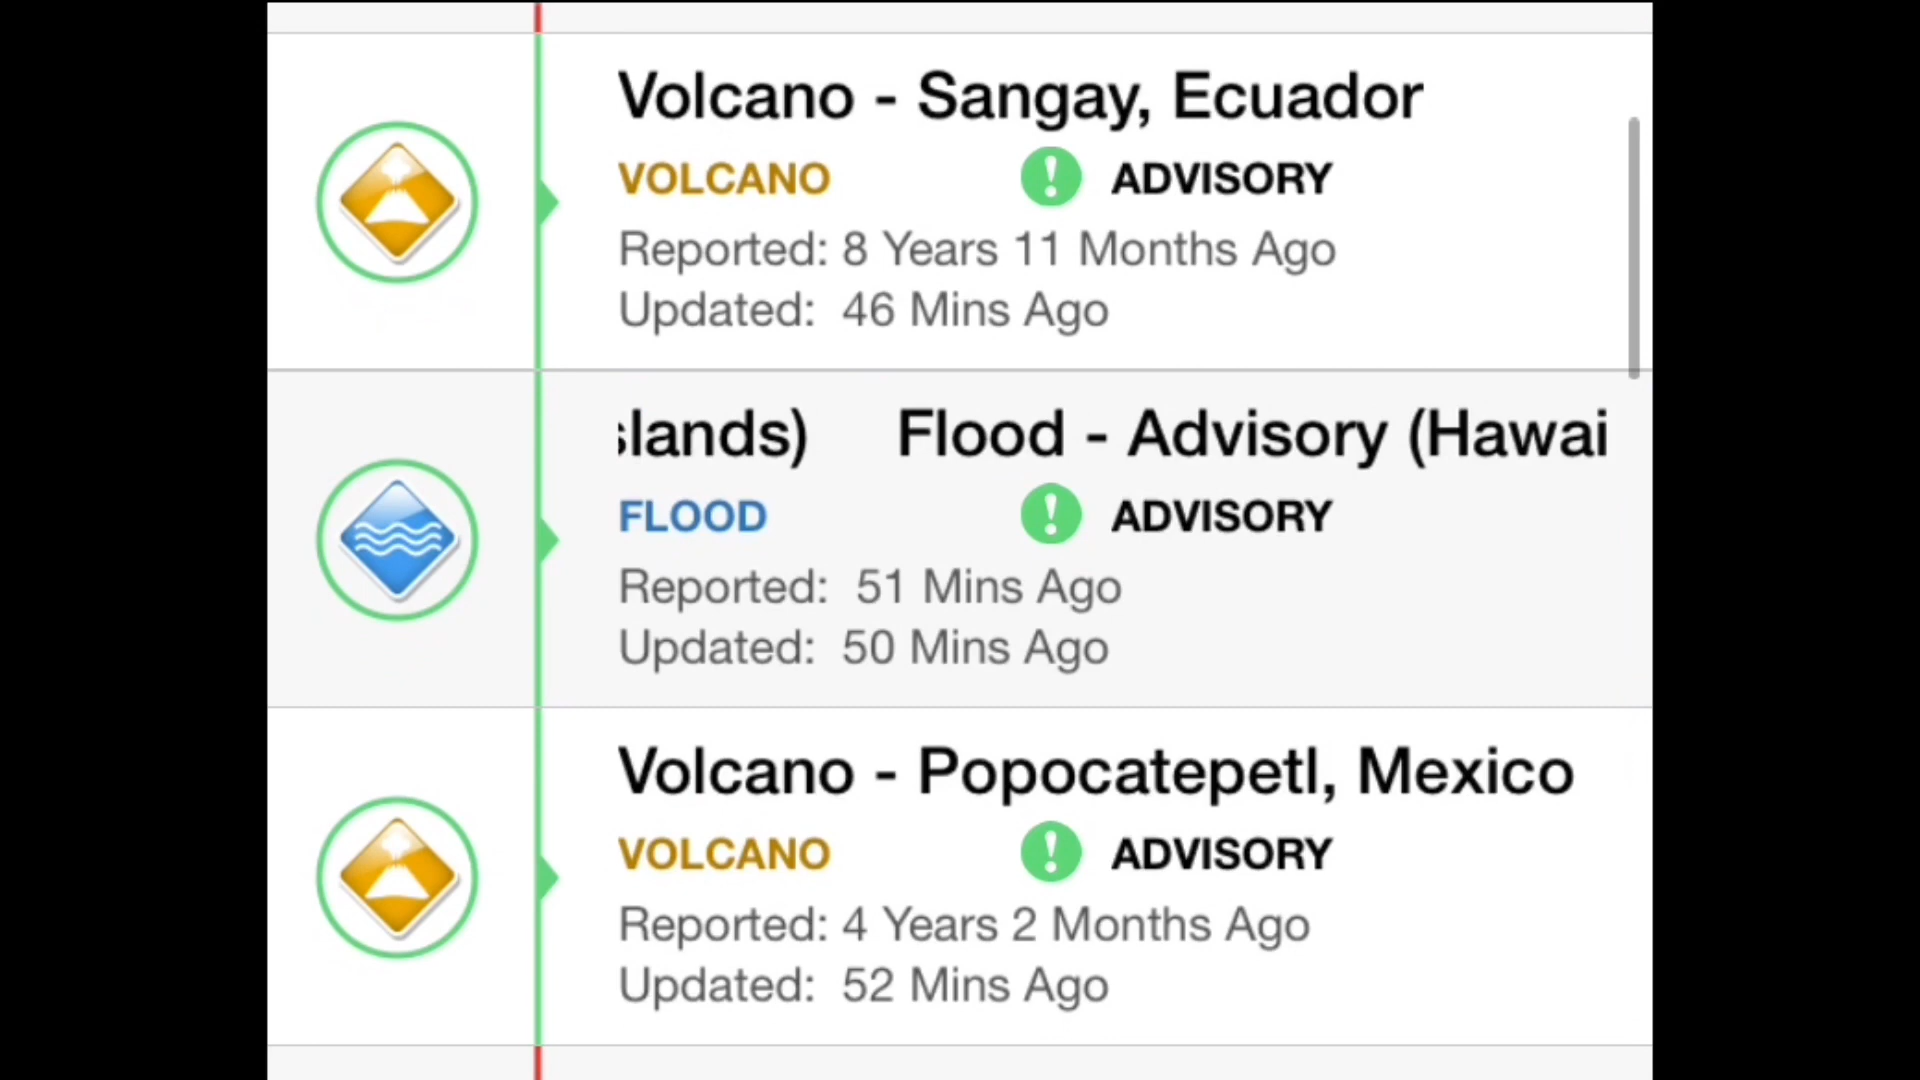 Volcano - Sangay, Ecuador
VOLCANO ! ADVISORY
Reported: 8 Years 11 Months Ago
Updated: 46 Mins Ago
slands) Flood - Advisory (Hawai
FLOOD ! ADVISORY
Reported: 51 Mins Ago
Updated: 50 Mins Ago
Volcano - Popocatepetl, Mexico
VOLCANO ! ADVISORY
Reported: 4 Years 2 Months Ago
Updated: 52 Mins Ago